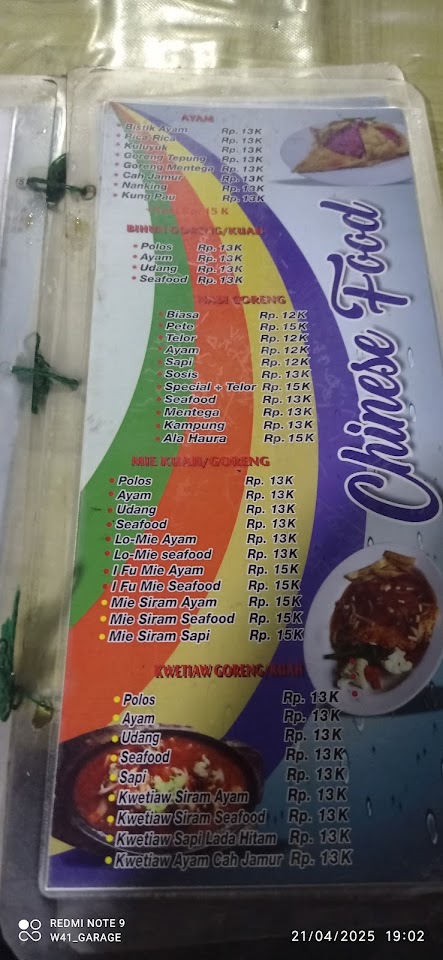 AYAM
Bistik Ayam Rp. 13K
Rica Rica Rp. 13K
Kuluyuk Rp. 13K
Goreng Tepung Rp. 13K
Goreng Mentega Rp. 13K
Cah Jamur Rp. 13K
Nanking Rp. 13K
Kung Pau Rp. 13K
15 K
BIHUN GORENG/KUAH
Polos Rp. 13K
Ayam Rp. 13K
Udang Rp. 13K
Seafood Rp. 13K
NASI GORENG
Biasa Rp. 12K
Pete Rp. 15K
Telor Rp. 12K
Ayam Rp. 12K
Sapi Rp. 12K
Sosis Rp. 13K
Special + Telor Rp. 15K
Seafood Rp. 13K
Mentega Rp. 13K
Kampung Rp. 13K
Ala Haura Rp. 15K
MIE KUAH/GORENG
Polos Rp. 13K
Ayam Rp. 13K
Udang Rp. 13K
Seafood Rp. 13K
Lo-Mie Ayam Rp. 13K
Lo-Mie seafood Rp. 13K
I Fu Mie Ayam Rp. 15K
I Fu Mie Seafood Rp. 15K
Mie Siram Ayam Rp. 15K
Mie Siram Seafood Rp. 15K
Mie Siram Sapi Rp. 15K
KWETIAW GORENG/KUAH
Polos Rp. 13K
Ayam Rp. 13K
Udang Rp. 13K
Seafood Rp. 13K
Sapi Rp. 13K
Kwetiaw Siram Ayam Rp. 13K
Kwetiaw Siram Seafood Rp. 13K
Kwetiaw Sapi Lada Hitam Rp. 13K
Kwetiaw Ayam Cah Jamur Rp. 13K
Chinese Food
REDMI NOTE 9
W41_GARAGE
21/04/2025 19:02